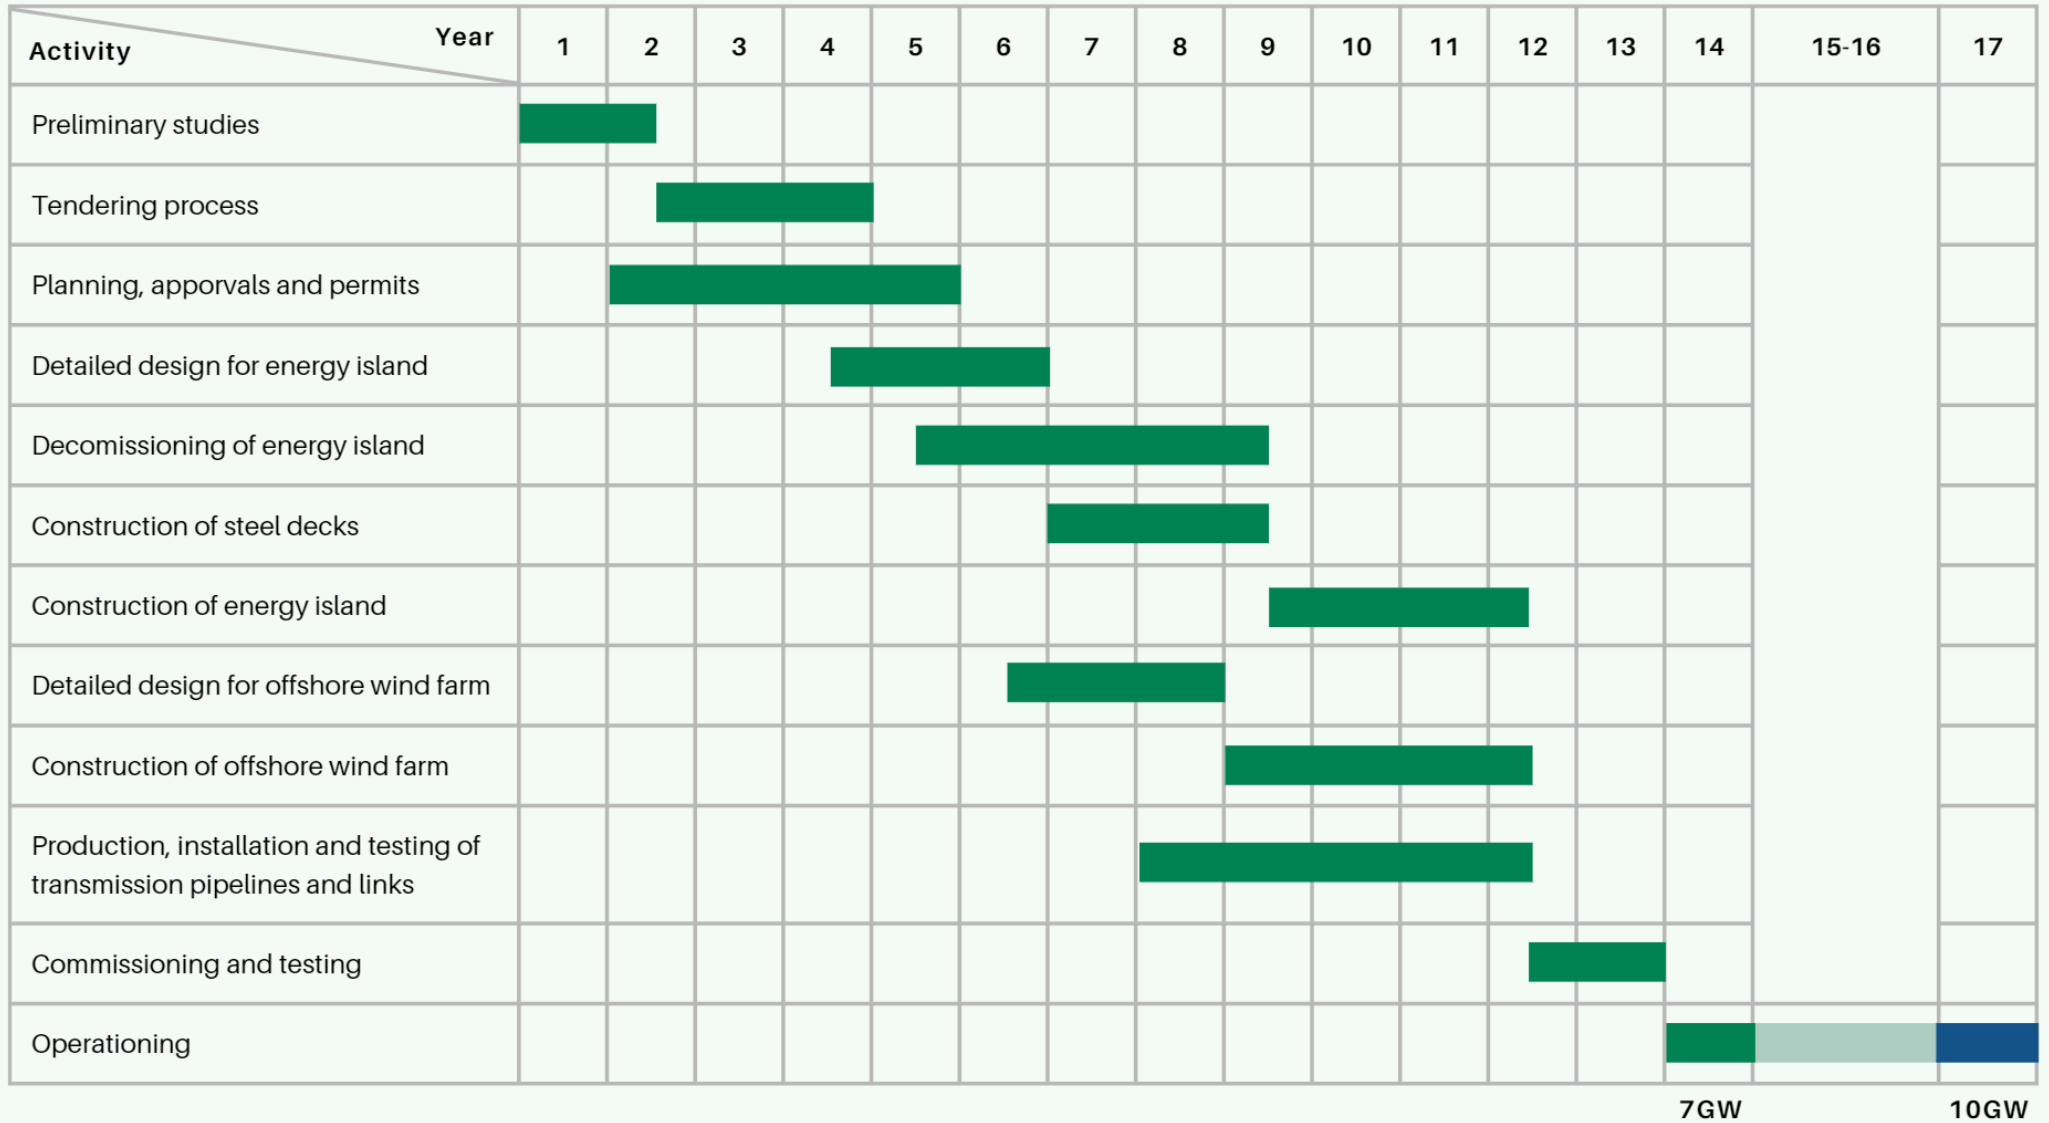 Year
Activity
1 2 3 4 5 6 7 8 9 10 11 12 13 14 15-16 17
Preliminary studies
Tendering process
Planning, apporvals and permits
Detailed design for energy island
Decomissioning of energy island
Construction of steel decks
Construction of energy island
Detailed design for offshore wind farm
Construction of offshore wind farm
Production, installation and testing of
transmission pipelines and links
Commissioning and testing
Operationing
7GW 10GW